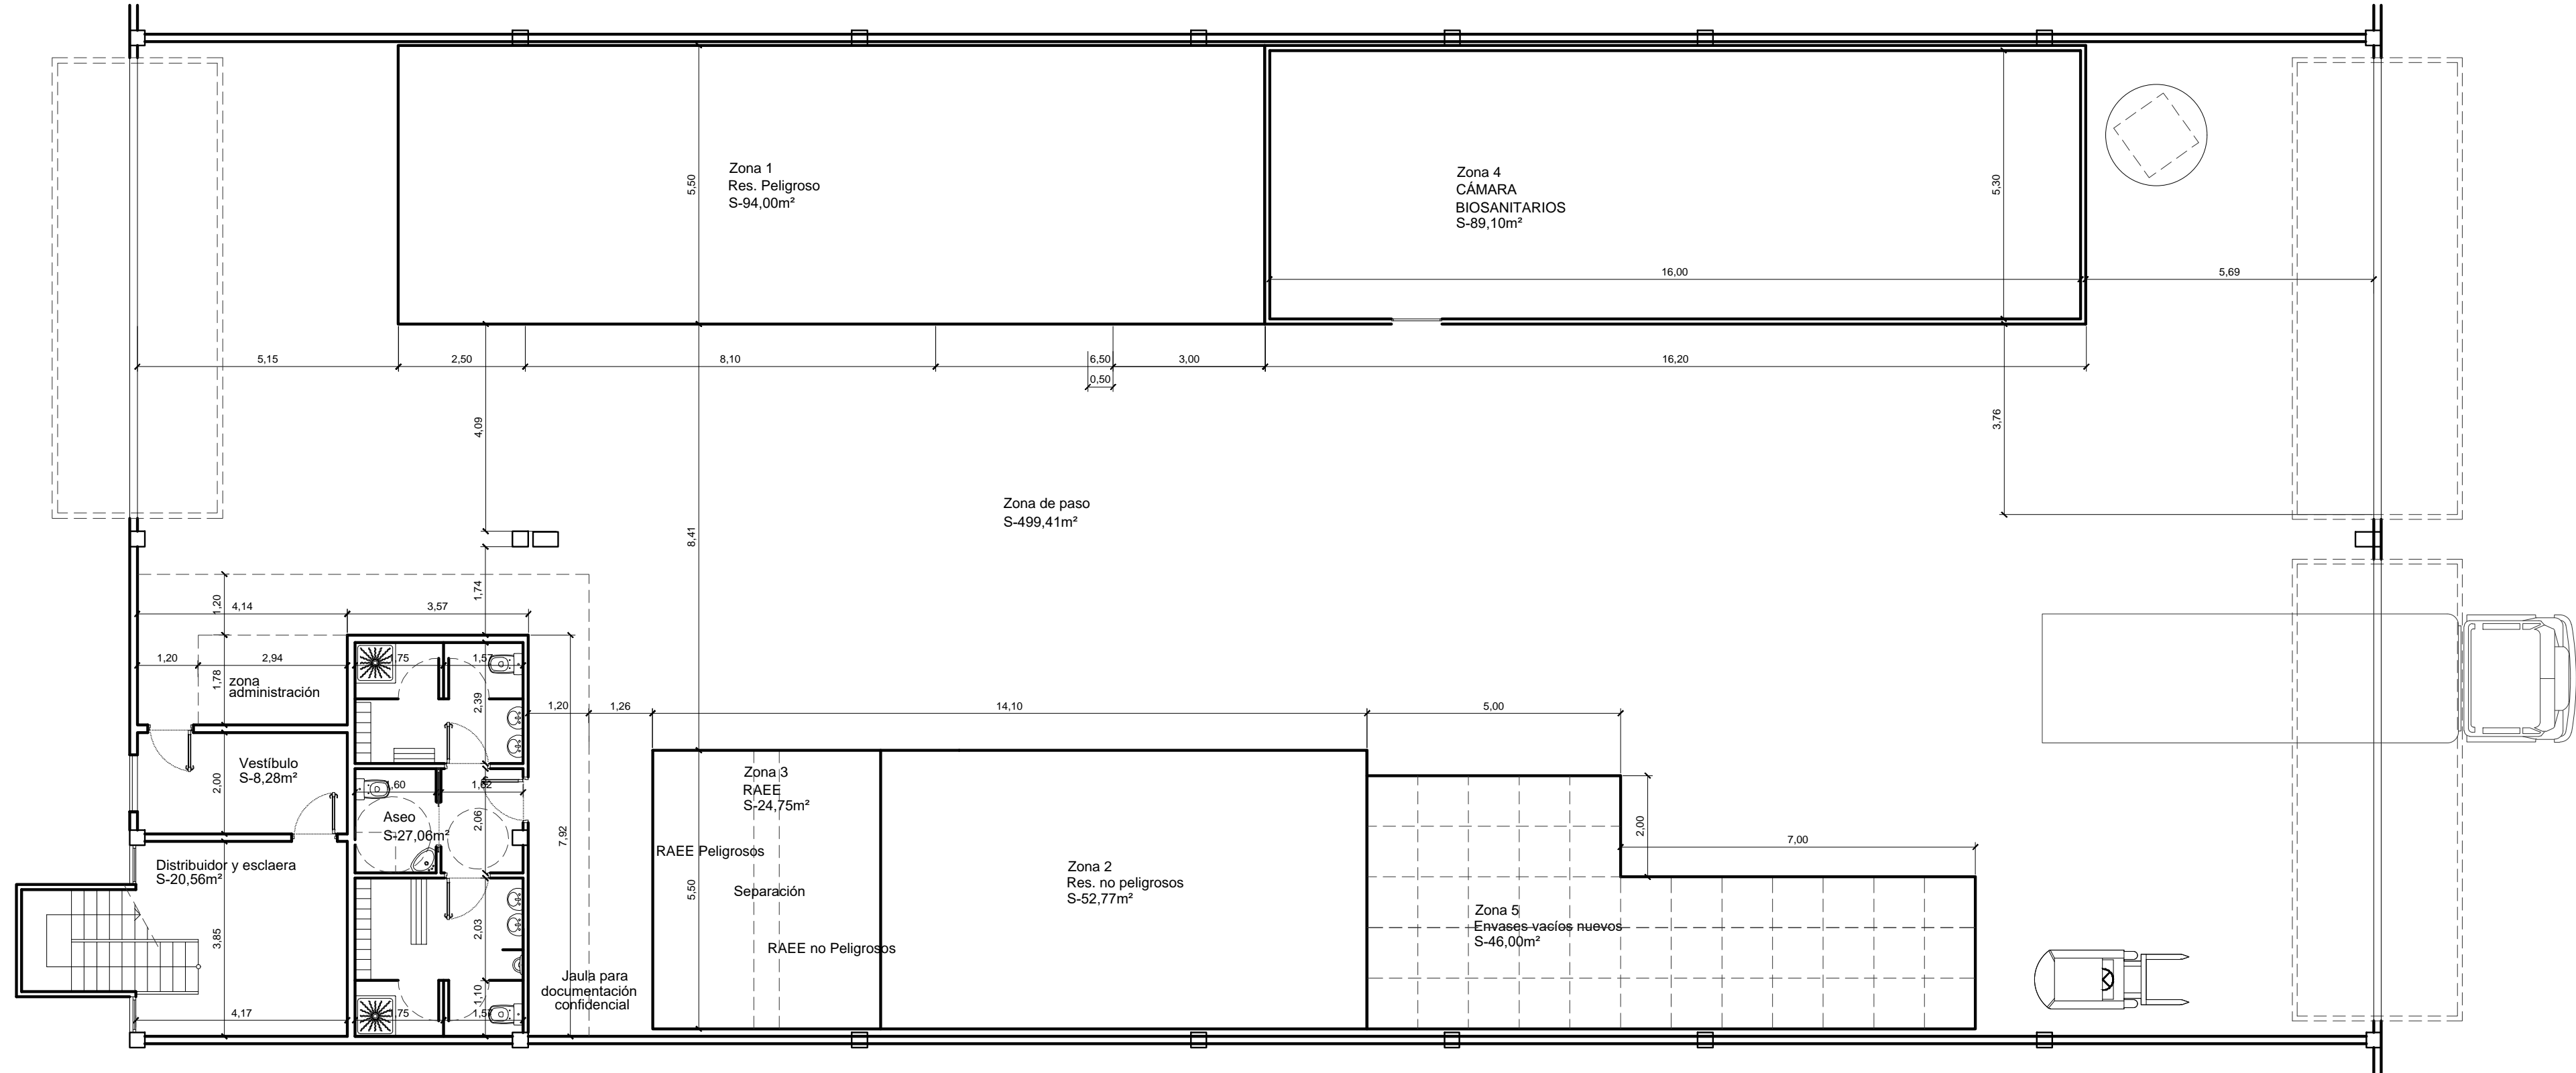 5,50
Zona 1
Res. Peligroso
S-94,00m²
Zona 4
CÁMARA
BIOSANITARIOS
S-89,10m²
5,30
16,00
5,69
5,15
2,50
8,10
6,50
3,00
16,20
0,50
4,09
3,76
Zona de paso
S-499,41m²
8,41
1,74
1,20
4,14
3,57
1,20
2,94
1,78
zona
administración
,75
1,57
2,39
1,20
1,26
14,10
5,00
Vestíbulo
S-8,28m²
2,00
,60
1,62
Aseo
S-27,06m²
2,06
7,92
Zona 3
RAEE
S-24,75m²
RAEE Peligrosos
Separación
RAEE no Peligrosos
5,50
Zona 2
Res. no peligrosos
S-52,77m²
2,00
7,00
Zona 5
Envases vacíos nuevos
S-46,00m²
Distribuidor y esclaera
S-20,56m²
3,85
2,03
1,10
4,17
,75
1,57
Jaula para
documentación
confidencial